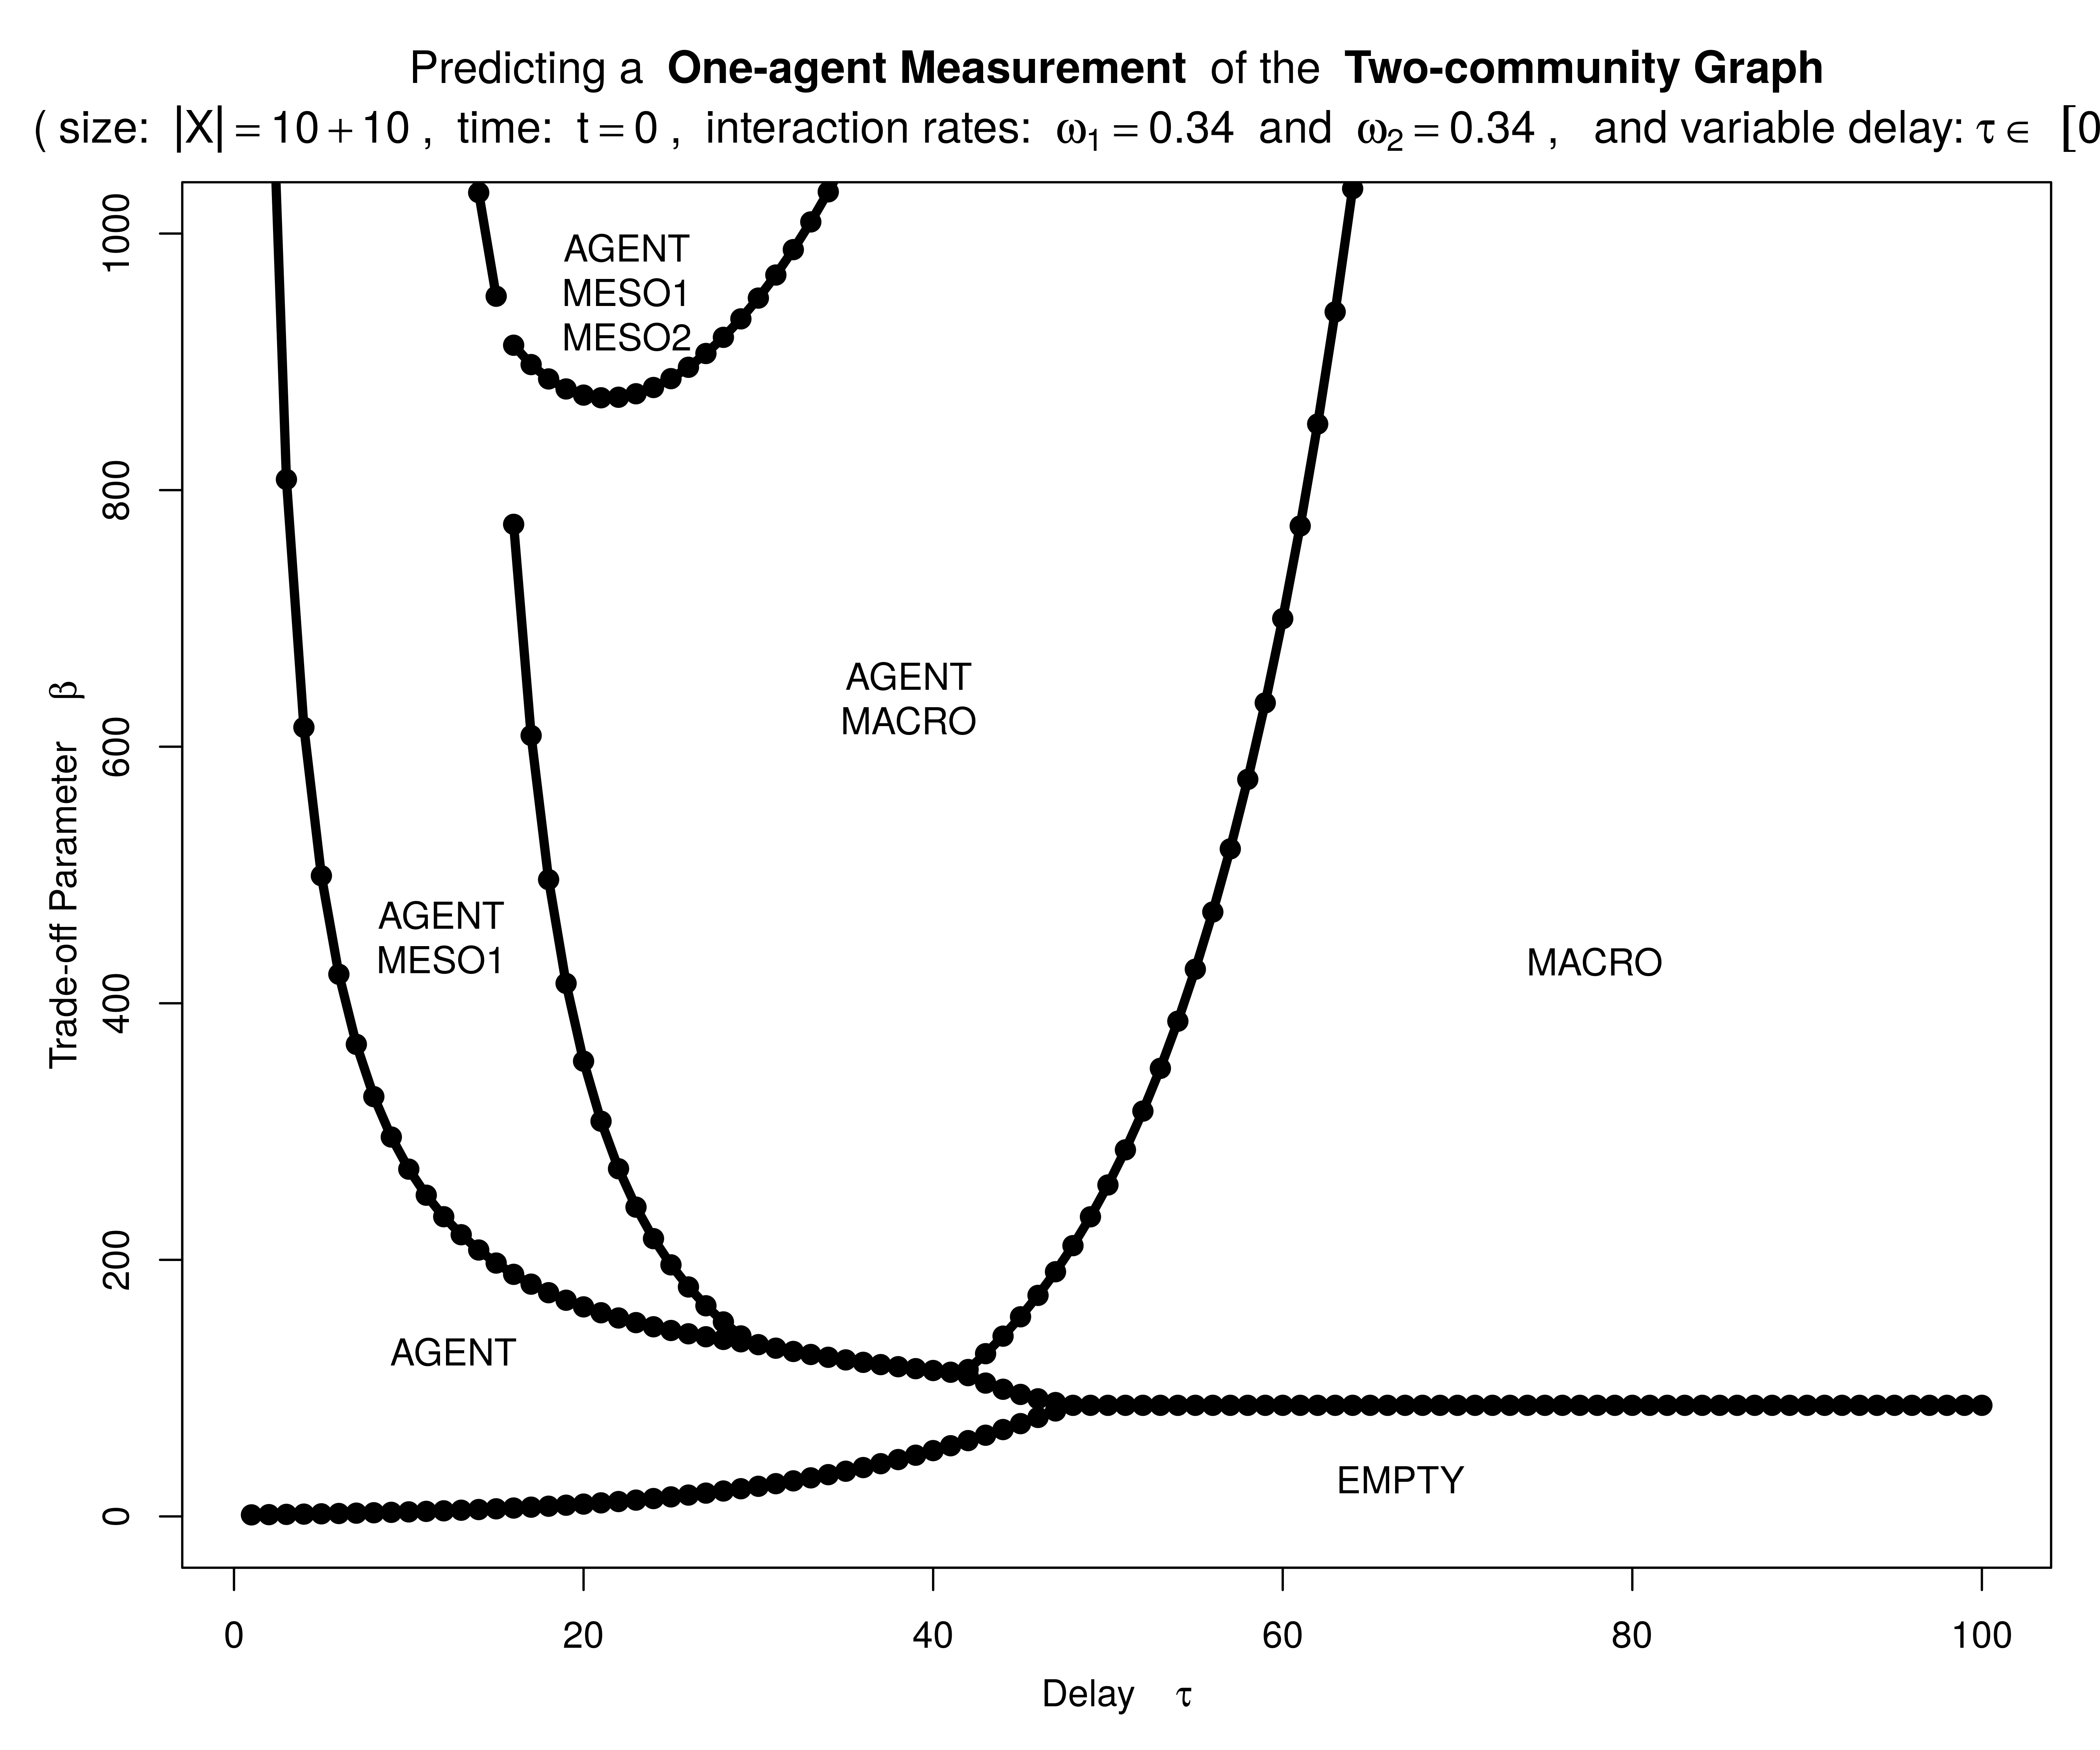 Predicting a One-agent Measurement of the Two-community Graph
( size: |X| = 10 + 10 , time: t = 0 , interaction rates: ω1 = 0.34 and ω2 = 0.34 , and variable delay: τ ∈ [0
1000
800
600
400
200
0
Trade-off Parameter β
AGENT
MESO1
MESO2
AGENT
MACRO
AGENT
MESO1
MACRO
AGENT
EMPTY
0 20 40 60 80 100
Delay τ